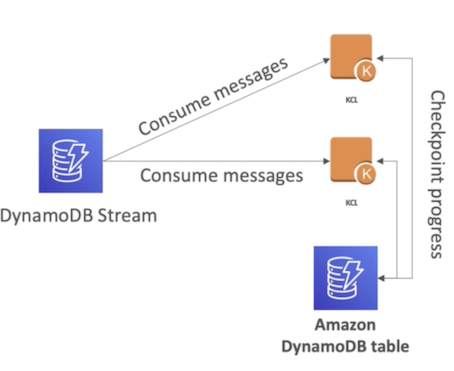 Consume messages
K
KCL
Consume messages
K
KCL
DynamoDB Stream
Checkpoint progress
Amazon
DynamoDB table